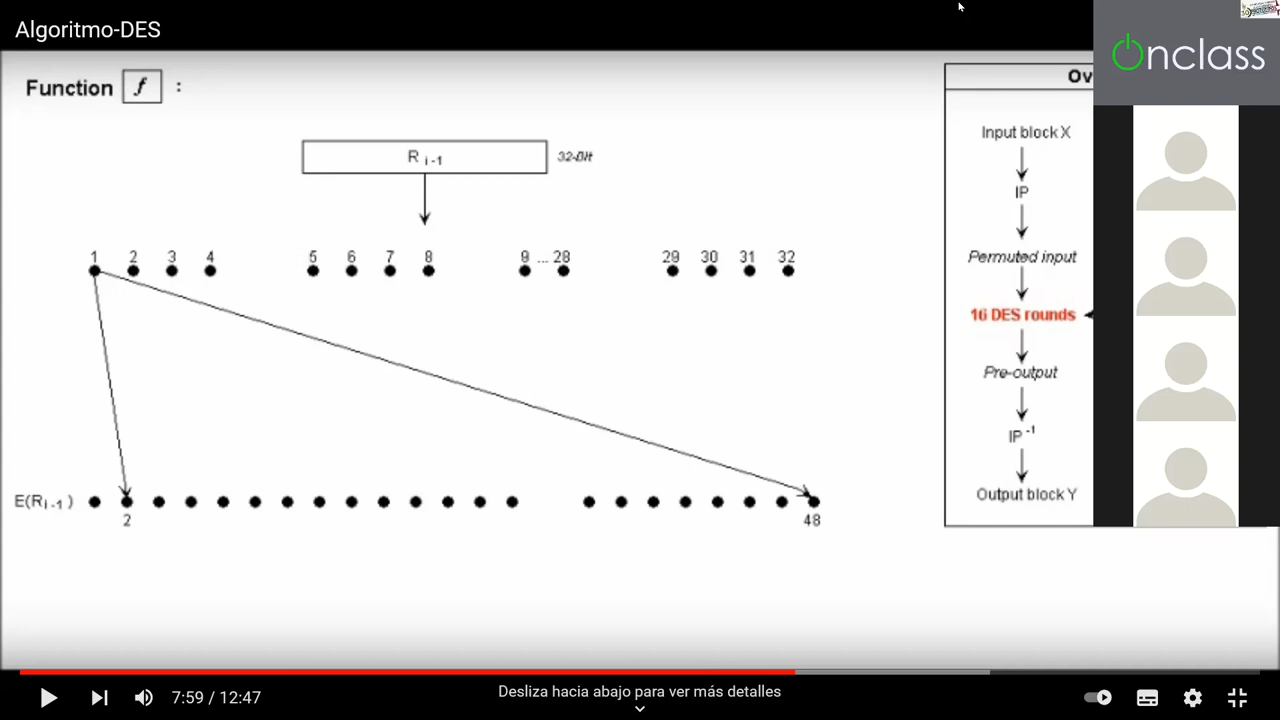 Algoritmo-DES
Onclass
Function f :
Ov
R i-1 32-Bit
Input block X
IP
1 2 3 4 5 6 7 8 9 ... 28 29 30 31 32
Permuted input
16 DES rounds
Pre-output
IP -1
E(Ri-1)
Output block Y
2 48
7:59 / 12:47
Desliza hacia abajo para ver más detalles